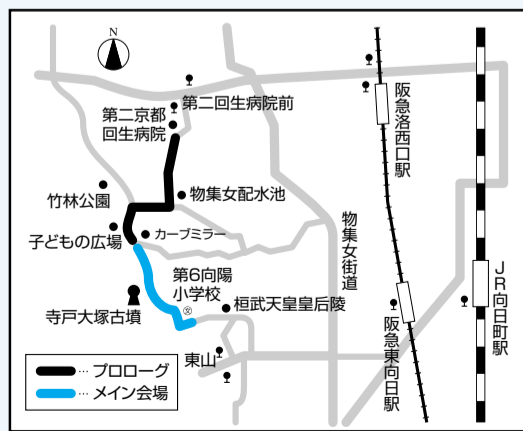 N
第二回生病院前
第二京都
回生病院
阪急洛西口駅
竹林公園
物集女配水池
子どもの広場
カーブミラー
物集女街道
第6向陽
小学校
文
寺戸大塚古墳
桓武天皇皇后陵
JR向日町駅
東山
阪急東向日駅
… プロローグ
… メイン会場